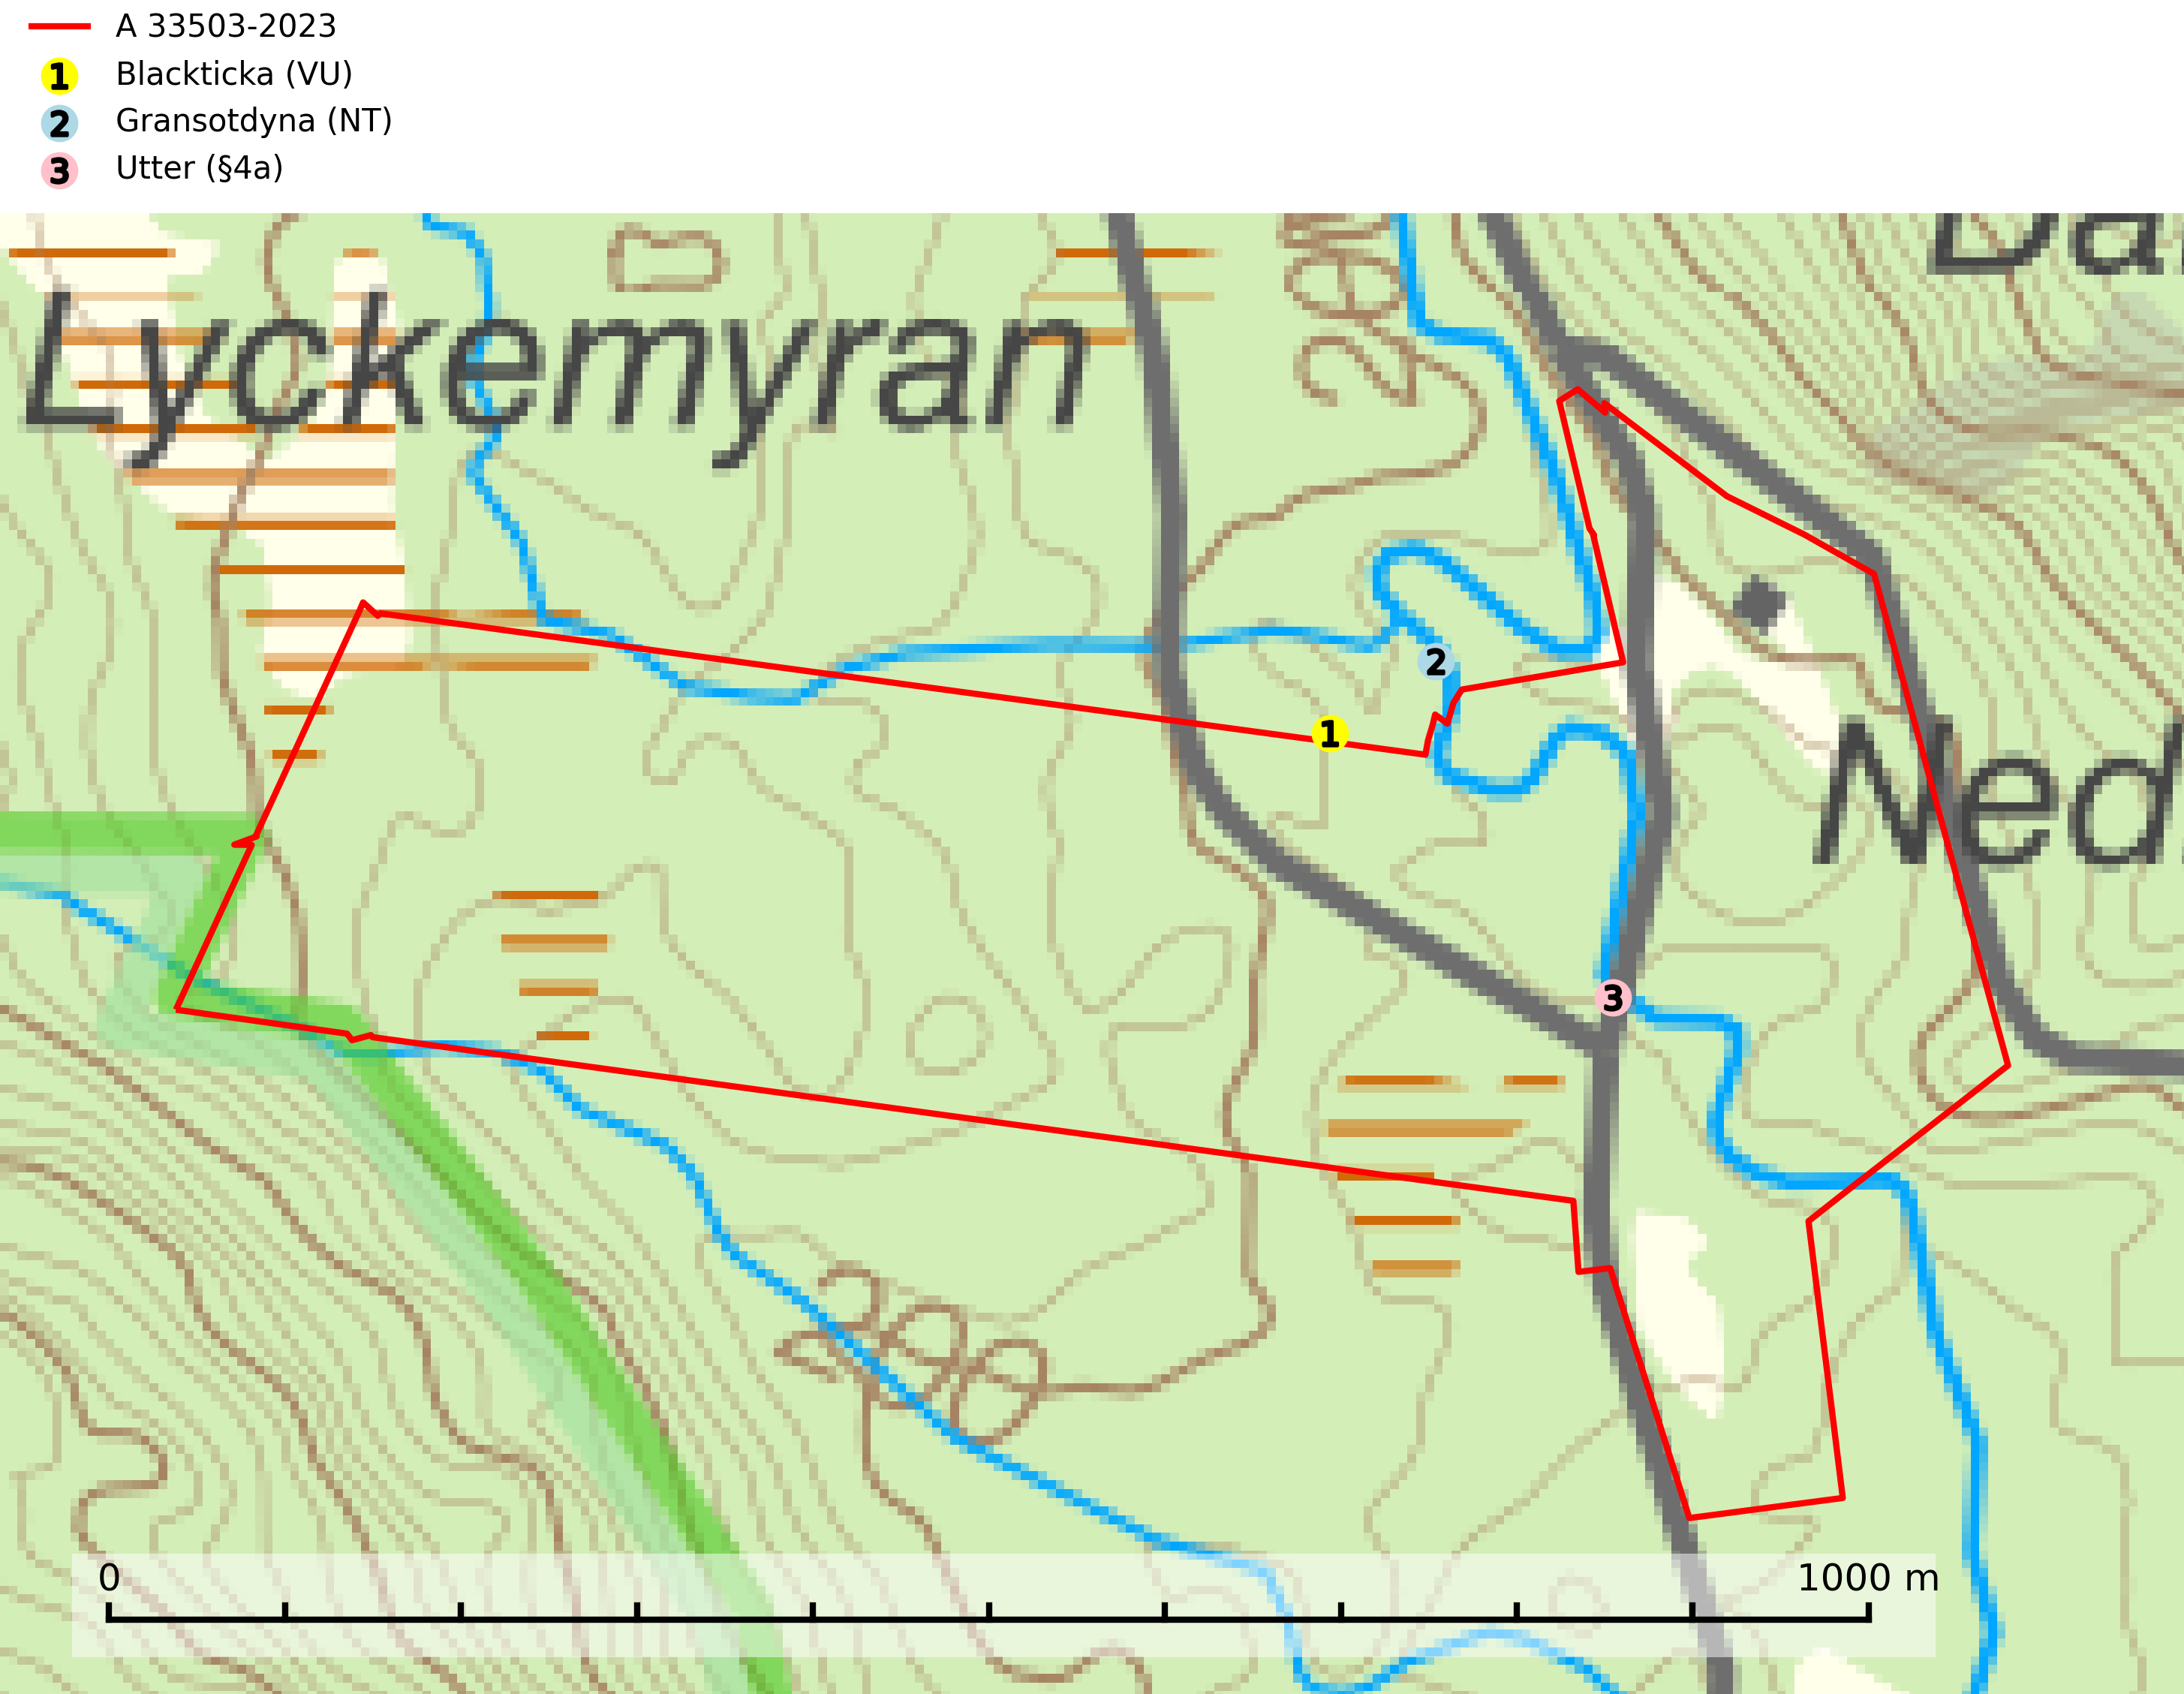 A 33503-2023
1 Blackticka (VU)
2 Gransotdyna (NT)
3 Utter (§4a)
Lyckemyran
2
1
3
Ned
0
1000 m